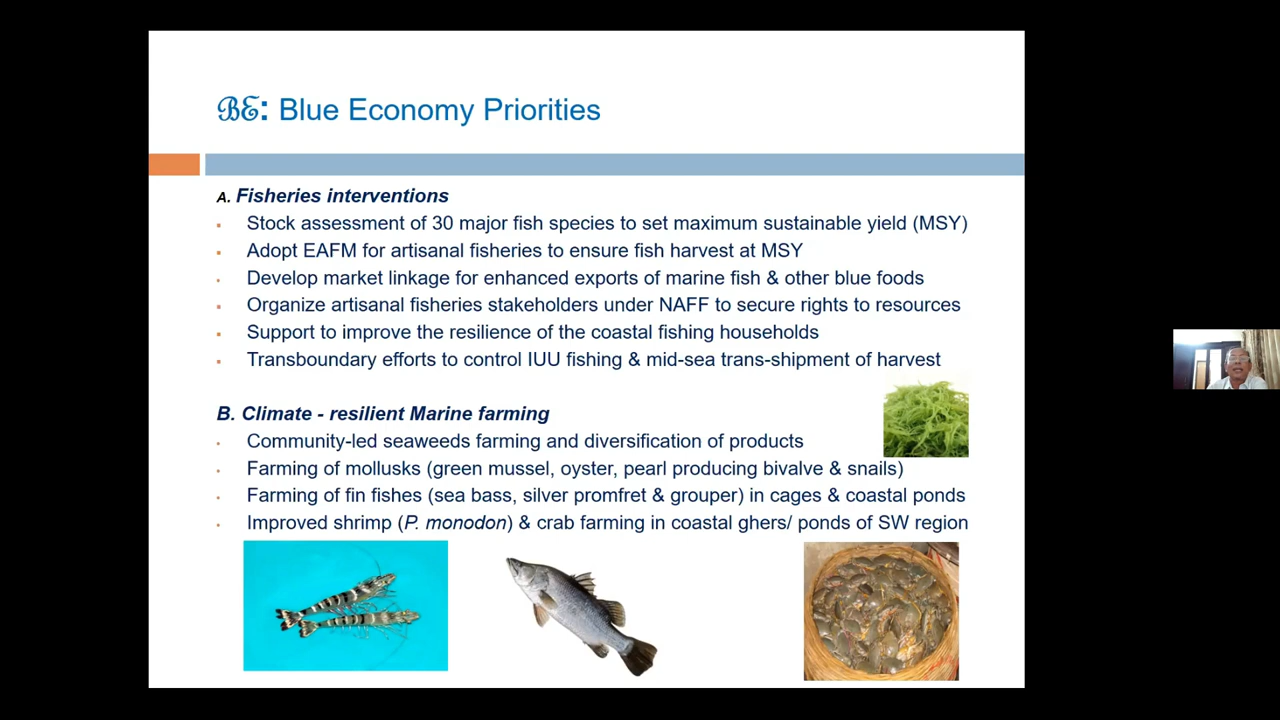 BE: Blue Economy Priorities
A. Fisheries interventions
▪ Stock assessment of 30 major fish species to set maximum sustainable yield (MSY)
▪ Adopt EAFM for artisanal fisheries to ensure fish harvest at MSY
▪ Develop market linkage for enhanced exports of marine fish & other blue foods
▪ Organize artisanal fisheries stakeholders under NAFF to secure rights to resources
▪ Support to improve the resilience of the coastal fishing households
▪ Transboundary efforts to control IUU fishing & mid-sea trans-shipment of harvest
B. Climate - resilient Marine farming
▪ Community-led seaweeds farming and diversification of products
▪ Farming of mollusks (green mussel, oyster, pearl producing bivalve & snails)
▪ Farming of fin fishes (sea bass, silver promfret & grouper) in cages & coastal ponds
▪ Improved shrimp (P. monodon) & crab farming in coastal ghers/ ponds of SW region